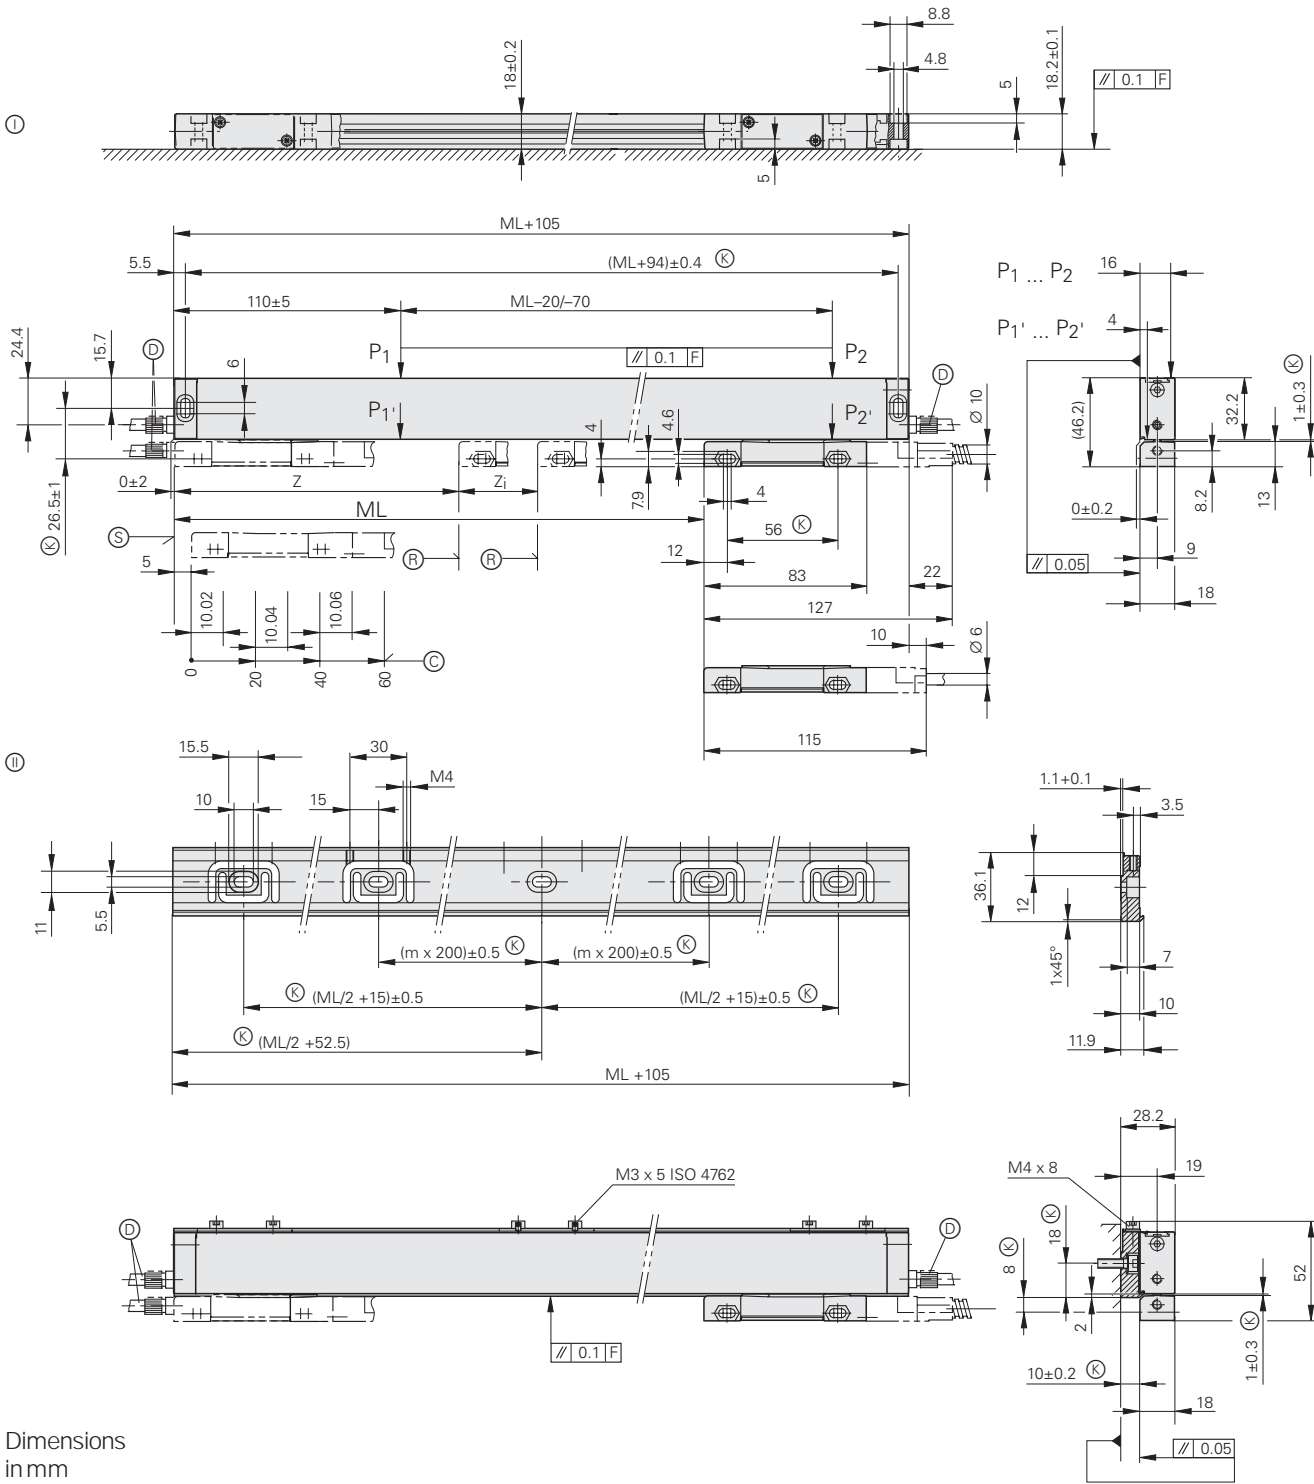 8.8
18±0.2
4.8
18.2±0.1
5
// 0.1 F
I
5
ML+105
5.5
(ML+94)±0.4 K
110±5
ML–20/–70
P1 ... P2
16
P1' ... P2'
4
24.4
15.7
D
6
P1
// 0.1 F
P2
D
P1'
P2'
Ø 10
4
4.6
(46.2)
32.2
1±0.3 K
0±2
Z
Zi
7.9
4
8.2
13
K 26.5±1
ML
56 K
0±0.2
S
R
R
12
9
5
83
22
// 0.05
18
127
10.02
10.04
10.06
10
Ø 6
0
20
40
60
C
115
II
15.5
30
M4
10
15
1.1+0.1
3.5
11
5.5
36.1
12
(m x 200)±0.5 K
(m x 200)±0.5 K
1x45°
7
K (ML/2 +15)±0.5
(ML/2 +15)±0.5 K
10
K (ML/2 +52.5)
11.9
ML +105
28.2
M3 x 5 ISO 4762
M4 x 8
19
D
D
18 K
8 K
52
2
1±0.3 K
// 0.1 F
10±0.2 K
18
// 0.05
Dimensions
in mm